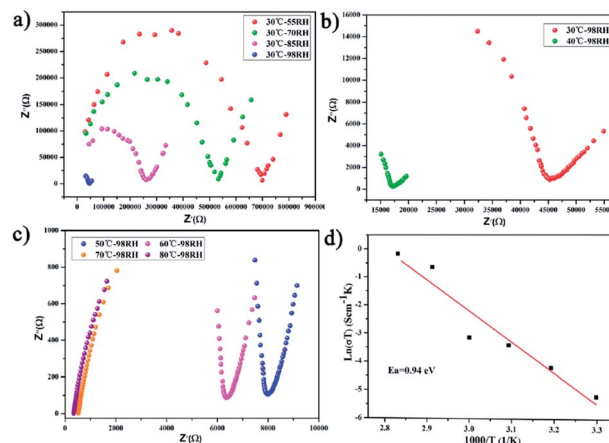 a)
30°C-55RH
30°C-70RH
30°C-85RH
30°C-98RH
300000
250000
200000
150000
100000
50000
0
Z''(Ω)
0 100000 200000 300000 400000 500000 600000 700000 800000 900000
Z'(Ω)
b)
30°C-98RH
40°C-98RH
16000
14000
12000
10000
8000
6000
4000
2000
0
Z''(Ω)
15000 20000 25000 30000 35000 40000 45000 50000 55000
Z'(Ω)
c)
50°C-98RH 60°C-98RH
70°C-98RH 80°C-98RH
1000
800
600
400
200
0
Z''(Ω)
0 2000 4000 6000 8000 10000
Z'(Ω)
d)
0
-1
-2
-3
-4
-5
-6
Ln(σT) (Scm⁻¹K)
Ea=0.94 eV
2.8 2.9 3.0 3.1 3.2 3.3
1000/T (1/K)